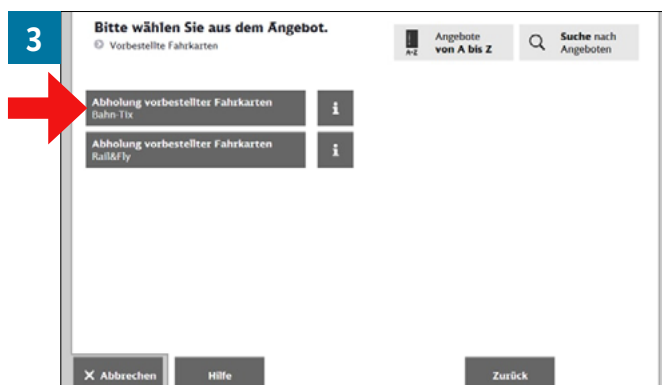 3
Bitte wählen Sie aus dem Angebot.
Vorbestellte Fahrkarten
A-Z
Angebote
von A bis Z
Suche nach
Angeboten
Abholung vorbestellter Fahrkarten
Bahn-Tix
i
Abholung vorbestellter Fahrkarten
Rail&Fly
i
X Abbrechen
Hilfe
Zurück